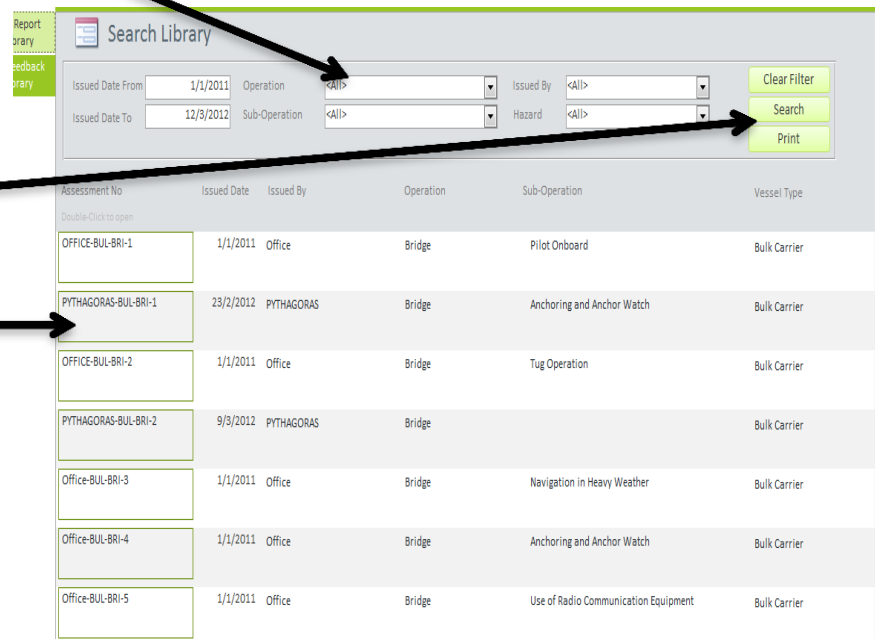 Report
Search Library
Issued Date From 1/1/2011 Operation <All> Issued By <All> Clear Filter
Issued Date To 12/3/2012 Sub-Operation <All> Hazard <All> Search
Print
Assessment No Issued Date Issued By Operation Sub-Operation Vessel Type
Double-Click to open
OFFICE-BUL-BRI-1 1/1/2011 Office Bridge Pilot Onboard Bulk Carrier
PYTHAGORAS-BUL-BRI-1 23/2/2012 PYTHAGORAS Bridge Anchoring and Anchor Watch Bulk Carrier
OFFICE-BUL-BRI-2 1/1/2011 Office Bridge Tug Operation Bulk Carrier
PYTHAGORAS-BUL-BRI-2 9/3/2012 PYTHAGORAS Bridge Bulk Carrier
Office-BUL-BRI-3 1/1/2011 Office Bridge Navigation in Heavy Weather Bulk Carrier
Office-BUL-BRI-4 1/1/2011 Office Bridge Anchoring and Anchor Watch Bulk Carrier
Office-BUL-BRI-5 1/1/2011 Office Bridge Use of Radio Communication Equipment Bulk Carrier